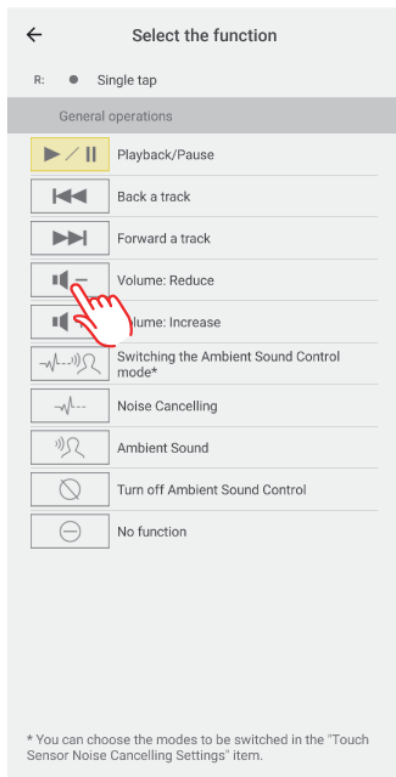 Select the function
R: ● Single tap
General operations
Playback/Pause
Back a track
Forward a track
Volume: Reduce
olume: Increase
Switching the Ambient Sound Control
mode*
Noise Cancelling
Ambient Sound
Turn off Ambient Sound Control
No function
* You can choose the modes to be switched in the "Touch
Sensor Noise Cancelling Settings" item.